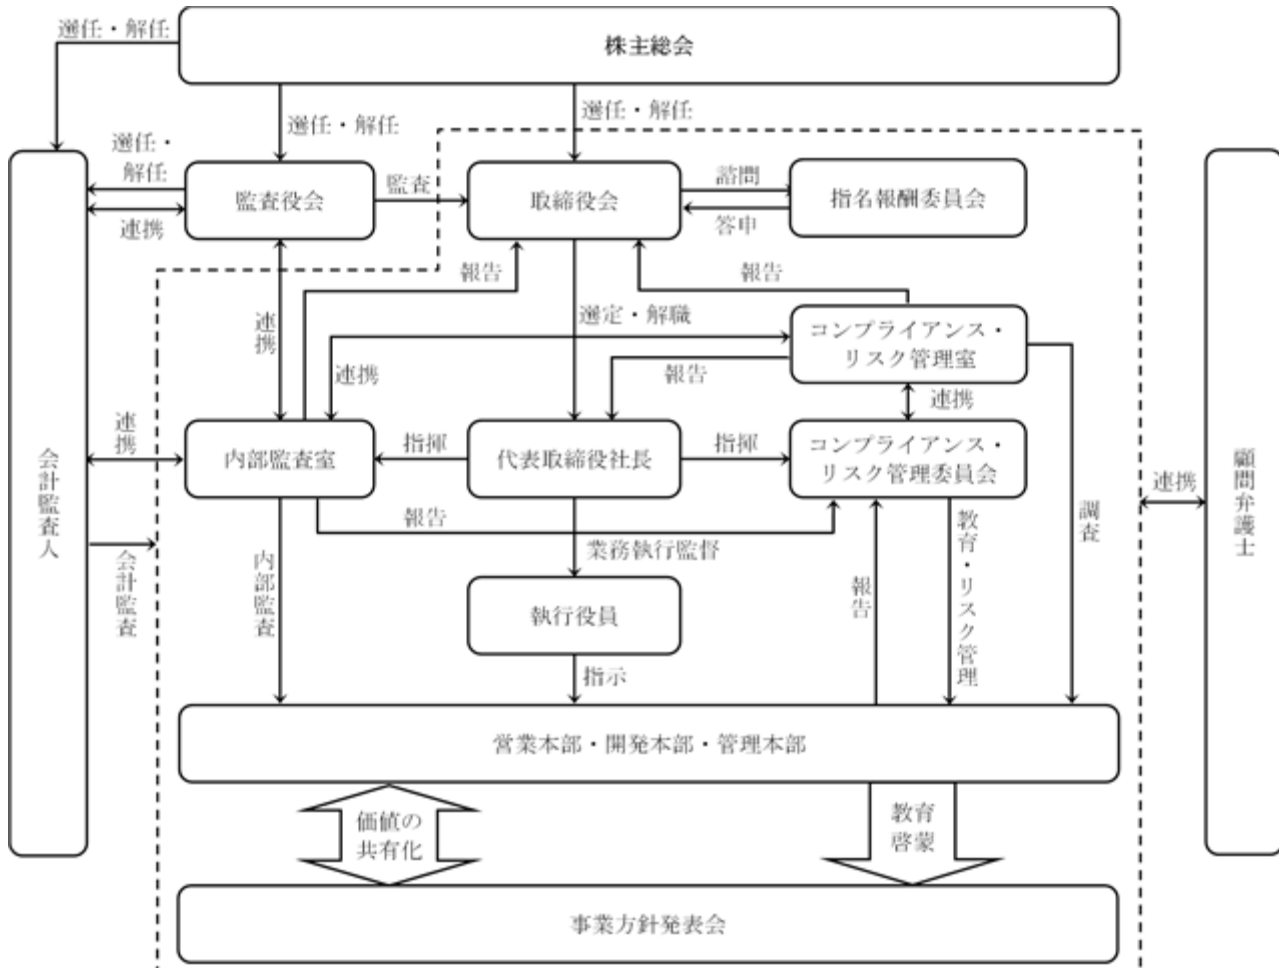 選任・解任
株主総会
選任・解任
選任・解任
選任・
解任
監査役会
監査
取締役会
諮問
答申
指名報酬委員会
連携
報告
報告
連携
選定・解職
コンプライアンス・
リスク管理室
連携
報告
連携
連携
内部監査室
指揮
代表取締役社長
指揮
コンプライアンス・
リスク管理委員会
会計監査人
顧問弁護士
連携
報告
業務執行監督
教育・リスク管理
調査
会計監査
内部監査
執行役員
報告
指示
営業本部・開発本部・管理本部
価値の
共有化
教育
啓蒙
事業方針発表会